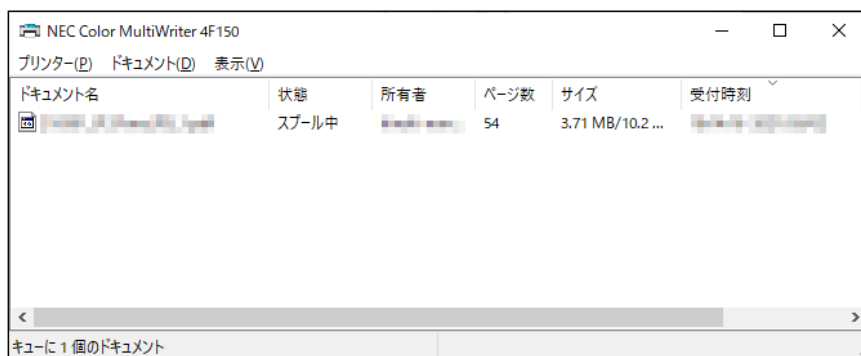 NEC Color MultiWriter 4F150
プリンター(P) ドキュメント(D) 表示(V)
ドキュメント名 状態 所有者 ページ数 サイズ 受付時刻
スプール中 54 3.71 MB/10.2 ...
キューに 1 個のドキュメント